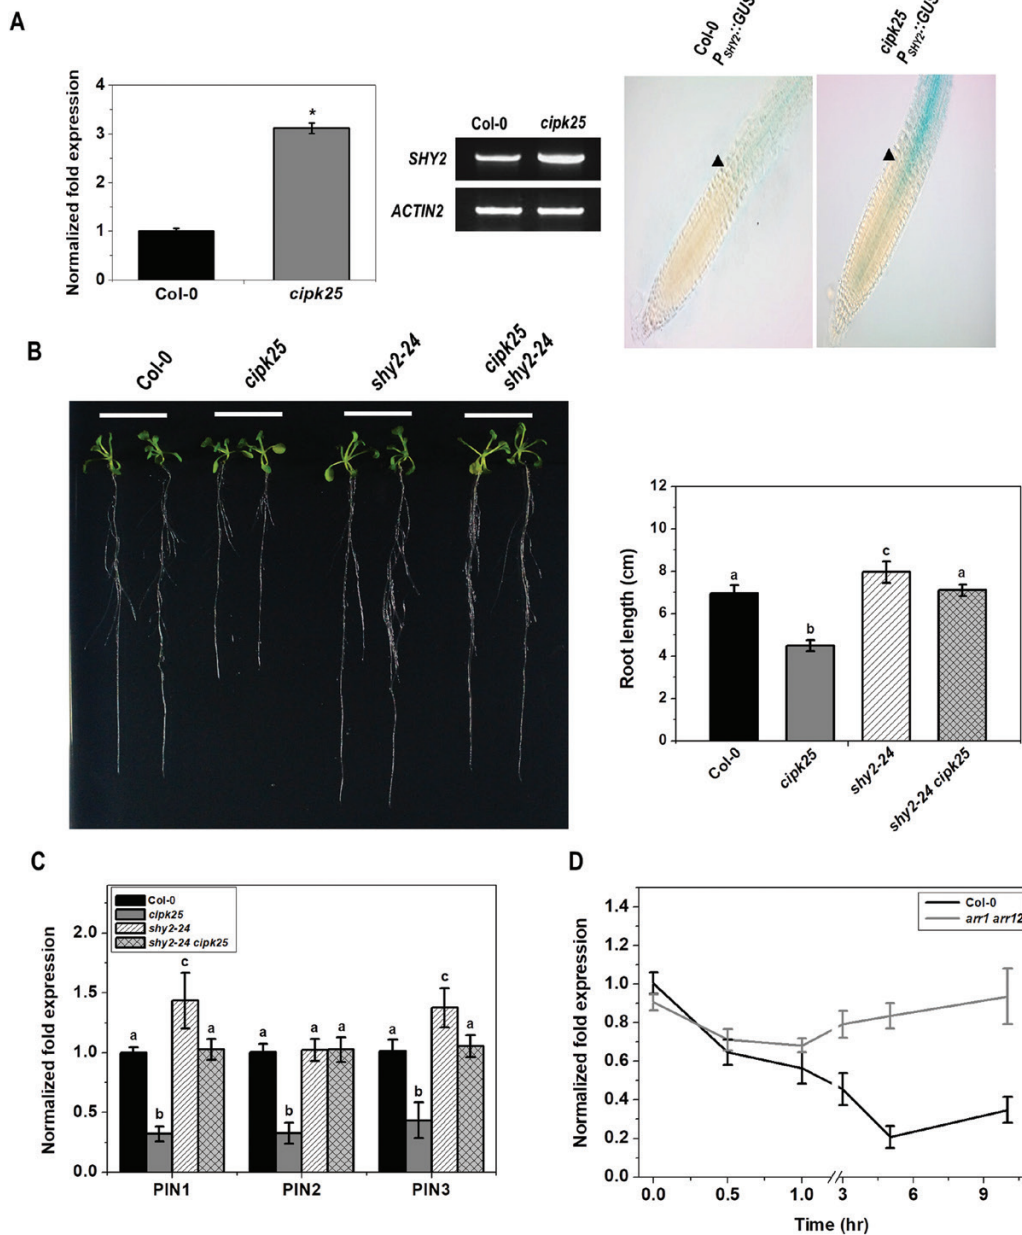 A
Col-0
P SHY2-::GUS
cipk25
P SHY2-::GUS
Normalized fold expression
4
3
2
1
0
*
Col-0
cipk25
Col-0 cipk25
SHY2
ACTIN2
B
Col-0
cipk25
shy2-24
cipk25
shy2-24
Root length (cm)
12
10
8
6
4
2
0
a
b
c
a
Col-0
cipk25
shy2-24
shy2-24 cipk25
C
Normalized fold expression
2.0
1.5
1.0
0.5
0.0
Col-0
cipk25
shy2-24
shy2-24 cipk25
a b c a
a b a a
a b c a
PIN1 PIN2 PIN3
D
Normalized fold expression
1.4
1.2
1.0
0.8
0.6
0.4
0.2
0.0
Col-0
arr1 arr12
0.0 0.5 1.0 3 6 9
Time (hr)